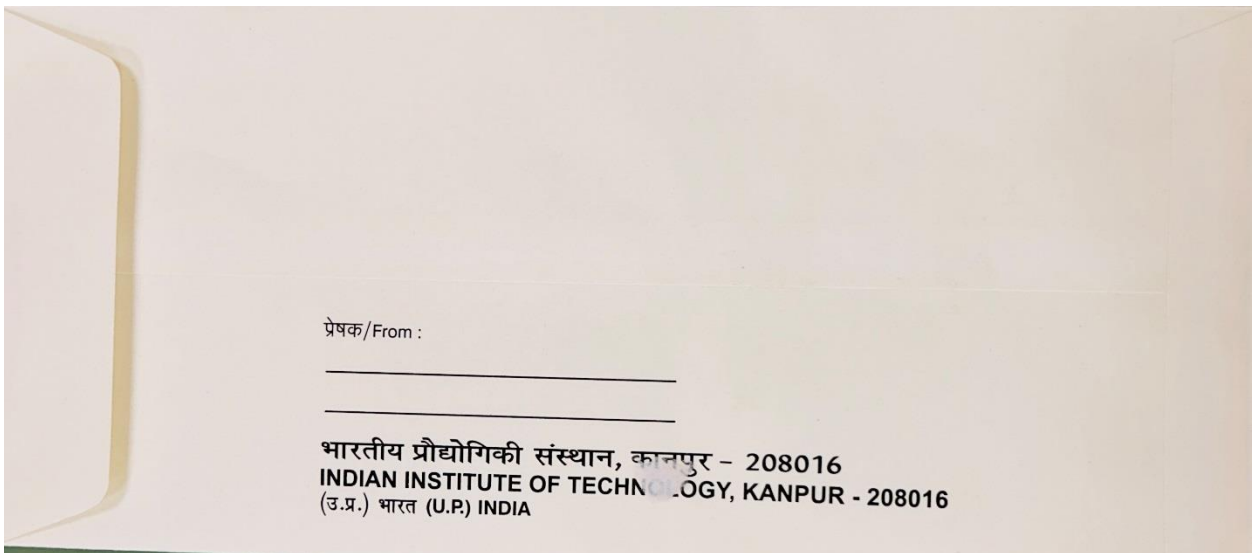 प्रेषक/From :
भारतीय प्रौद्योगिकी संस्थान, कानपुर – 208016
INDIAN INSTITUTE OF TECHNOLOGY, KANPUR - 208016
(उ.प्र.) भारत (U.P.) INDIA